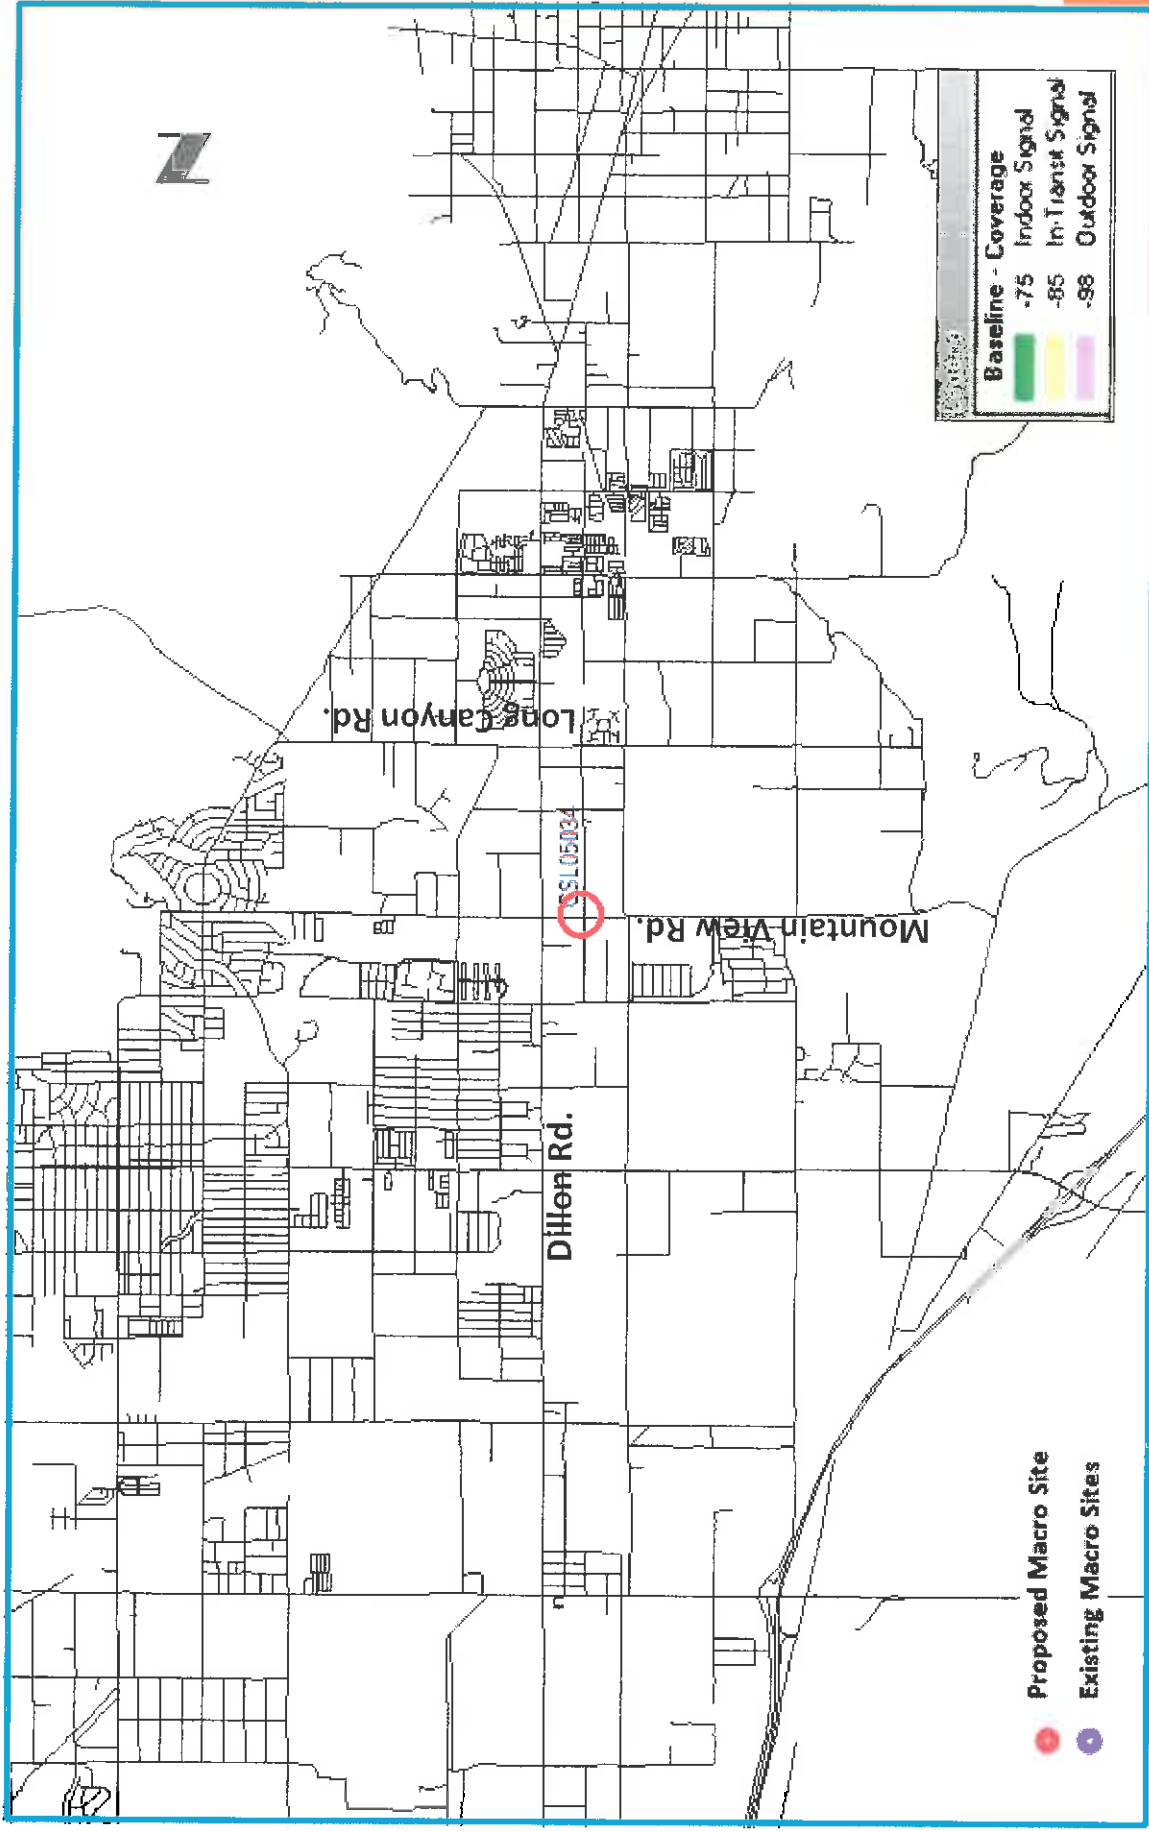 Long Canyon Rd.
CSL05034
Mountain View Rd.
Dillon Rd.
Baseline - Coverage
-75 Indoor Signal
-85 In-Transit Signal
-98 Outdoor Signal
Proposed Macro Site
Existing Macro Sites